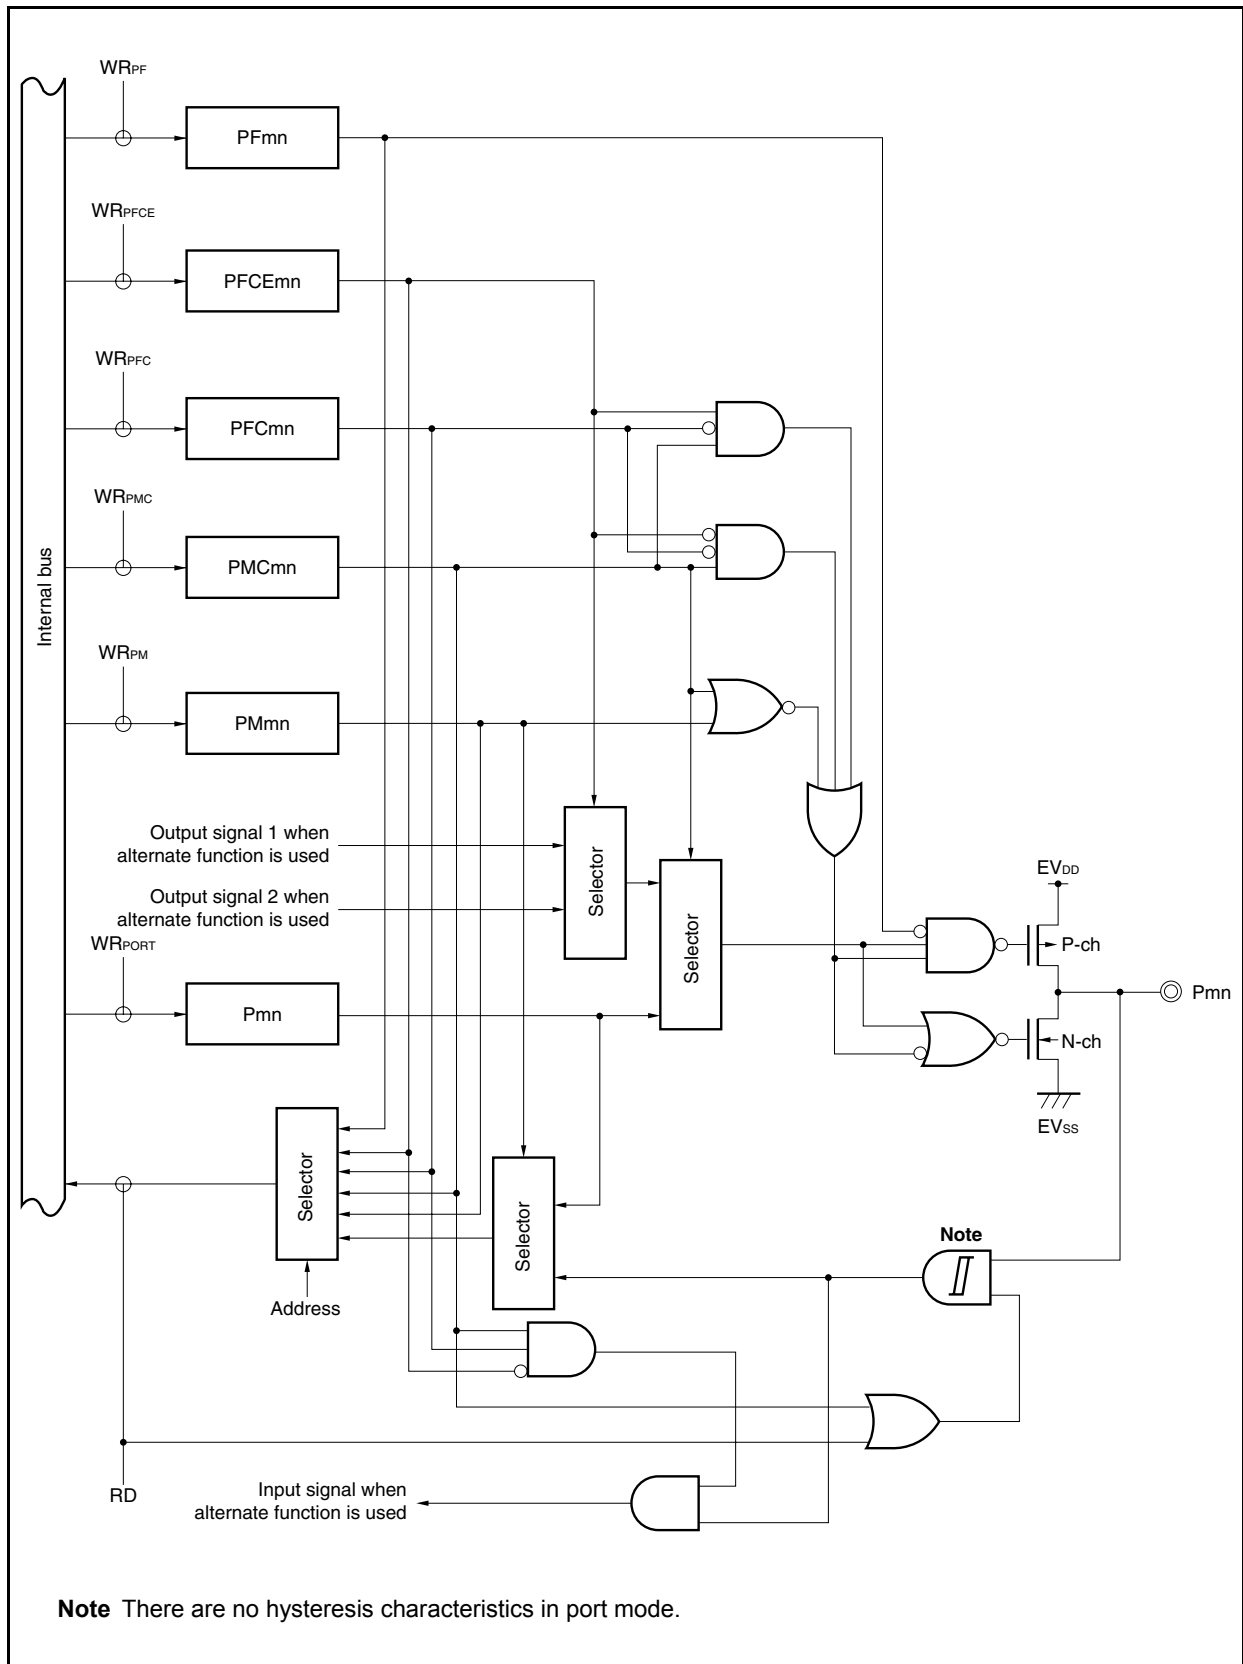 WRPF
PFmn
WRPFCE
PFCEmn
WRPFC
PFCmn
WRPMC
PMCmn
Internal bus
WRPM
PMmn
Output signal 1 when
alternate function is used
Output signal 2 when
alternate function is used
Selector
Selector
WRPORT
Pmn
EVDD
P-ch
Pmn
N-ch
EVSS
Selector
Selector
Address
Note
RD
Input signal when
alternate function is used
Note There are no hysteresis characteristics in port mode.